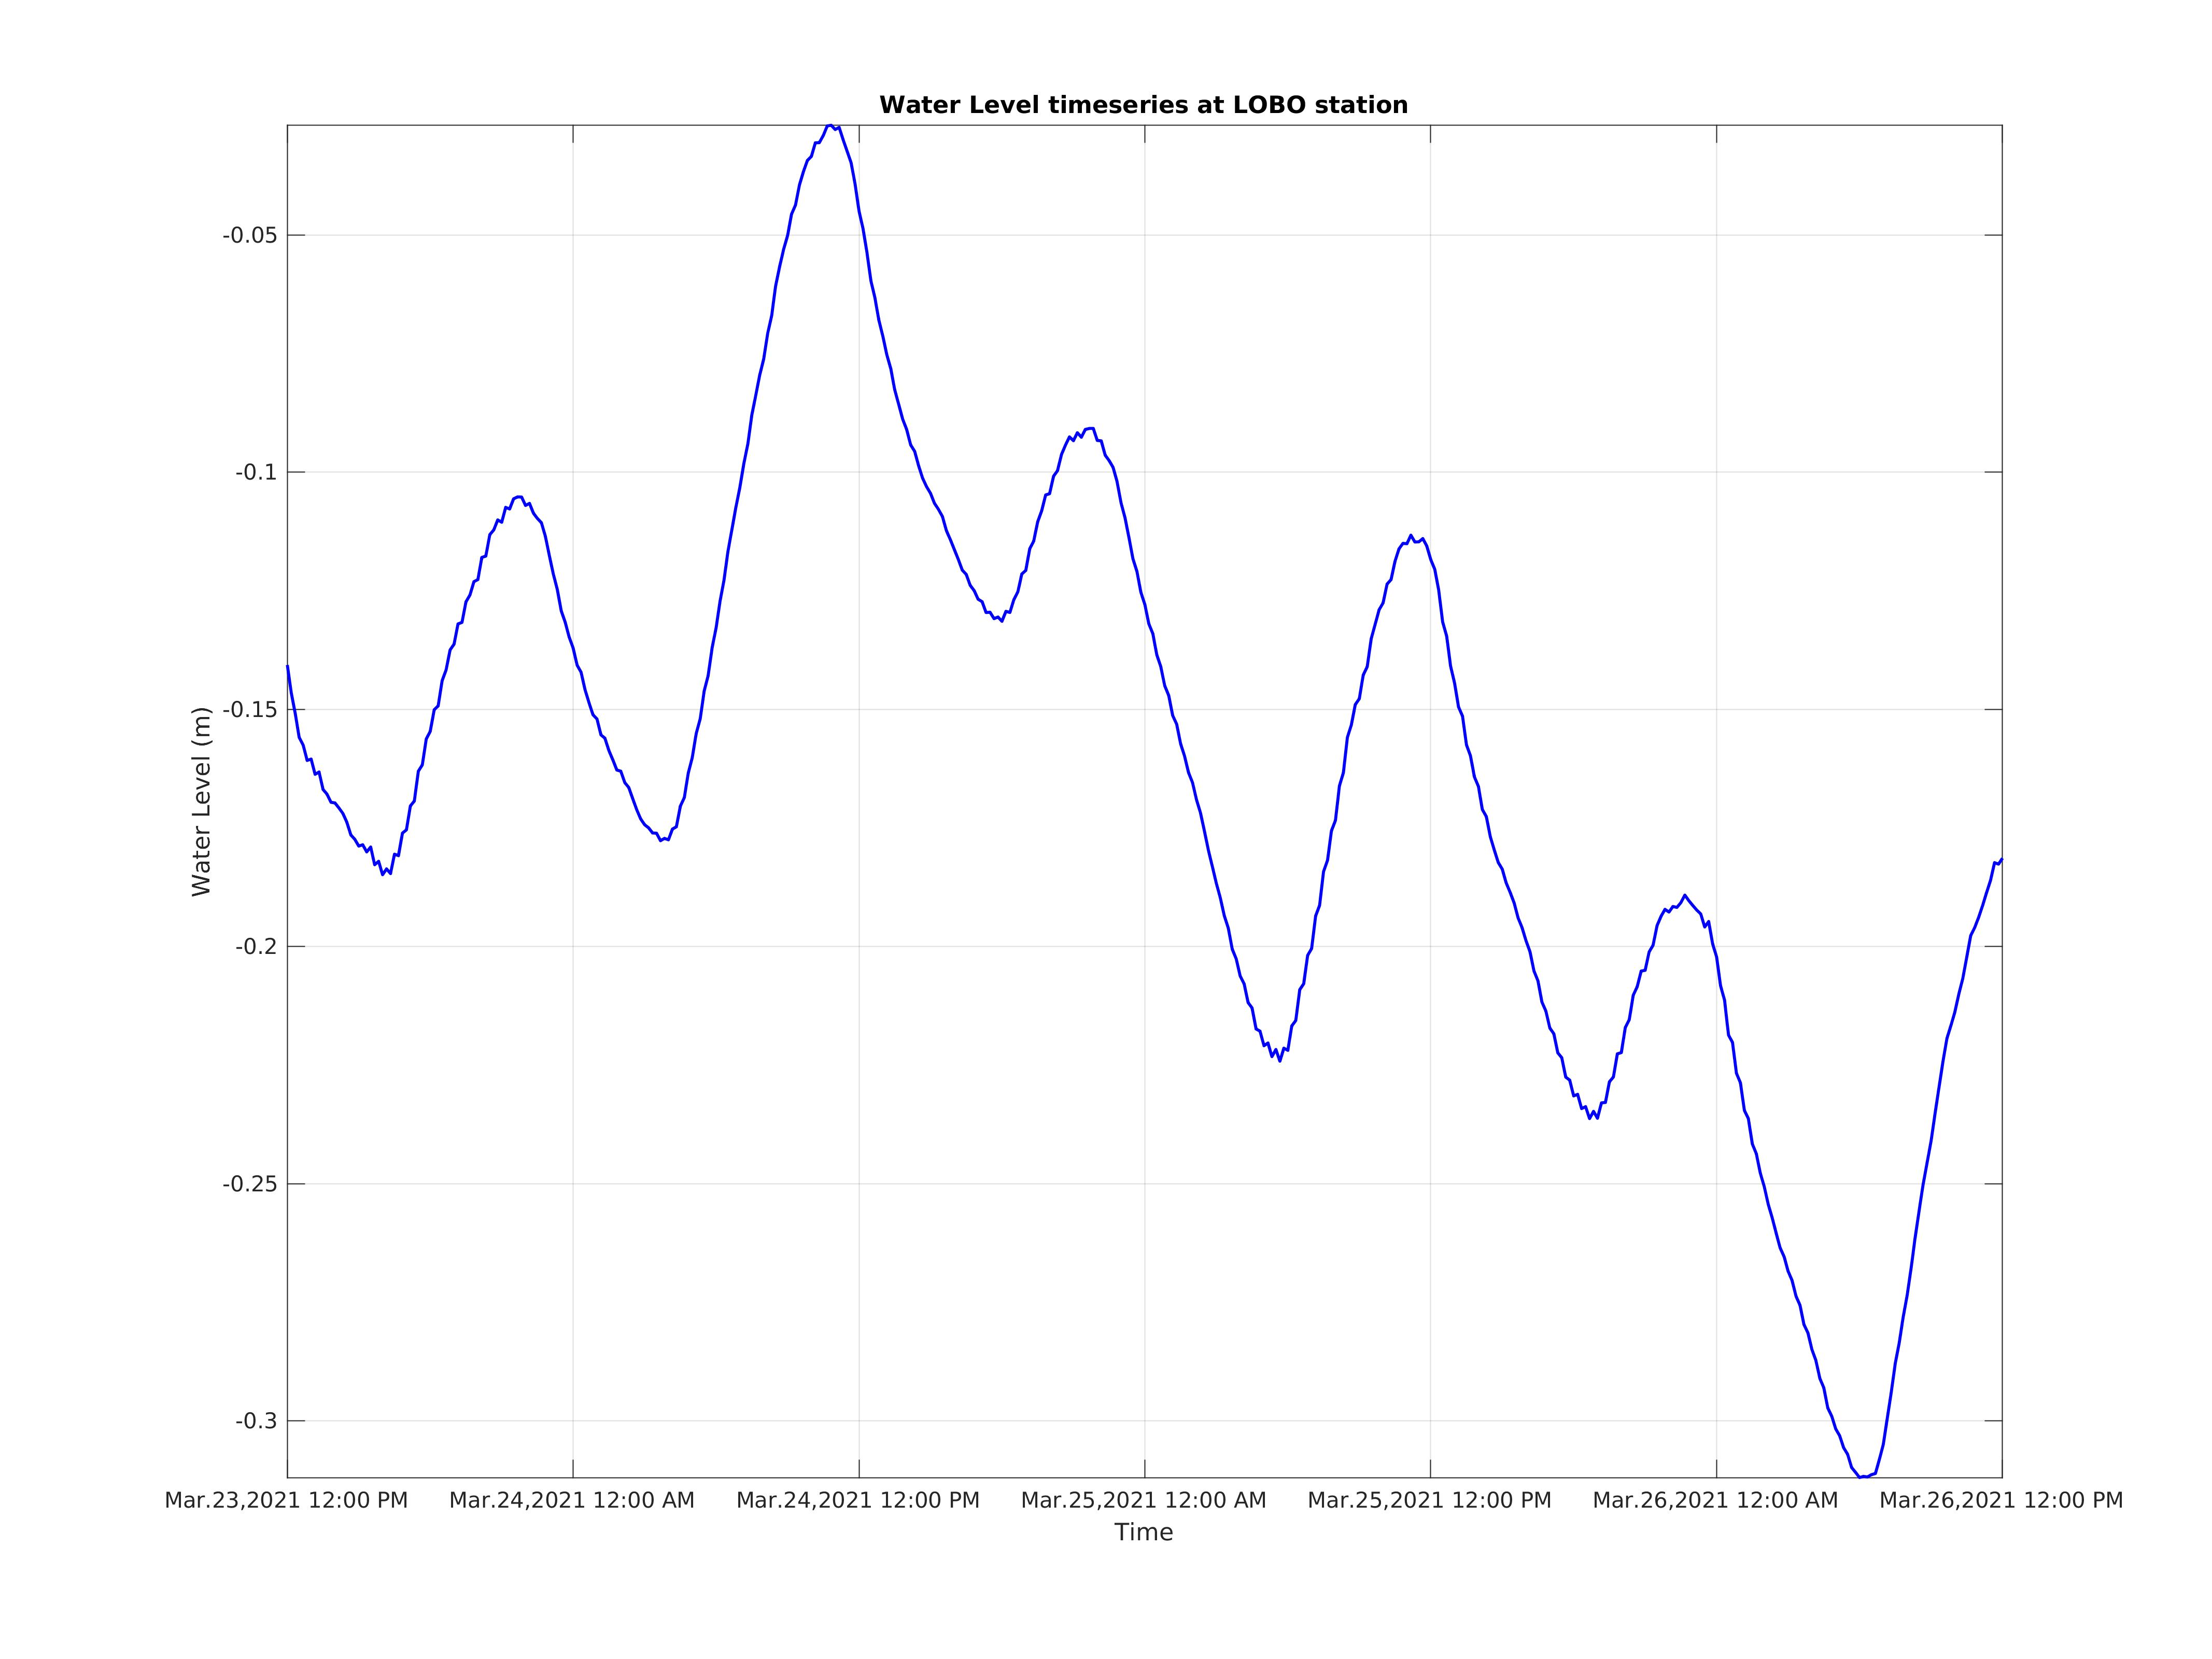 Water Level timeseries at LOBO station
-0.05
-0.1
-0.15
-0.2
-0.25
-0.3
Water Level (m)
Mar.23,2021 12:00 PM
Mar.24,2021 12:00 AM
Mar.24,2021 12:00 PM
Mar.25,2021 12:00 AM
Mar.25,2021 12:00 PM
Mar.26,2021 12:00 AM
Mar.26,2021 12:00 PM
Time